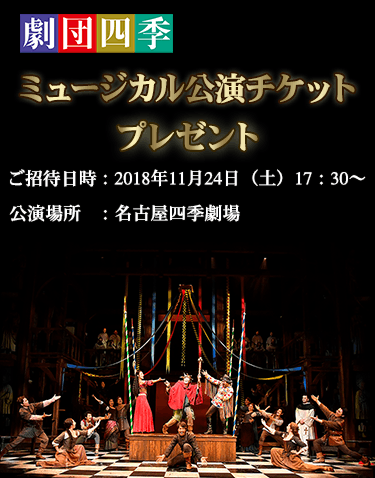 劇団四季
ミュージカル公演チケット
プレゼント
ご招待日時：2018年11月24日（土）17：30〜
公演場所　：名古屋四季劇場